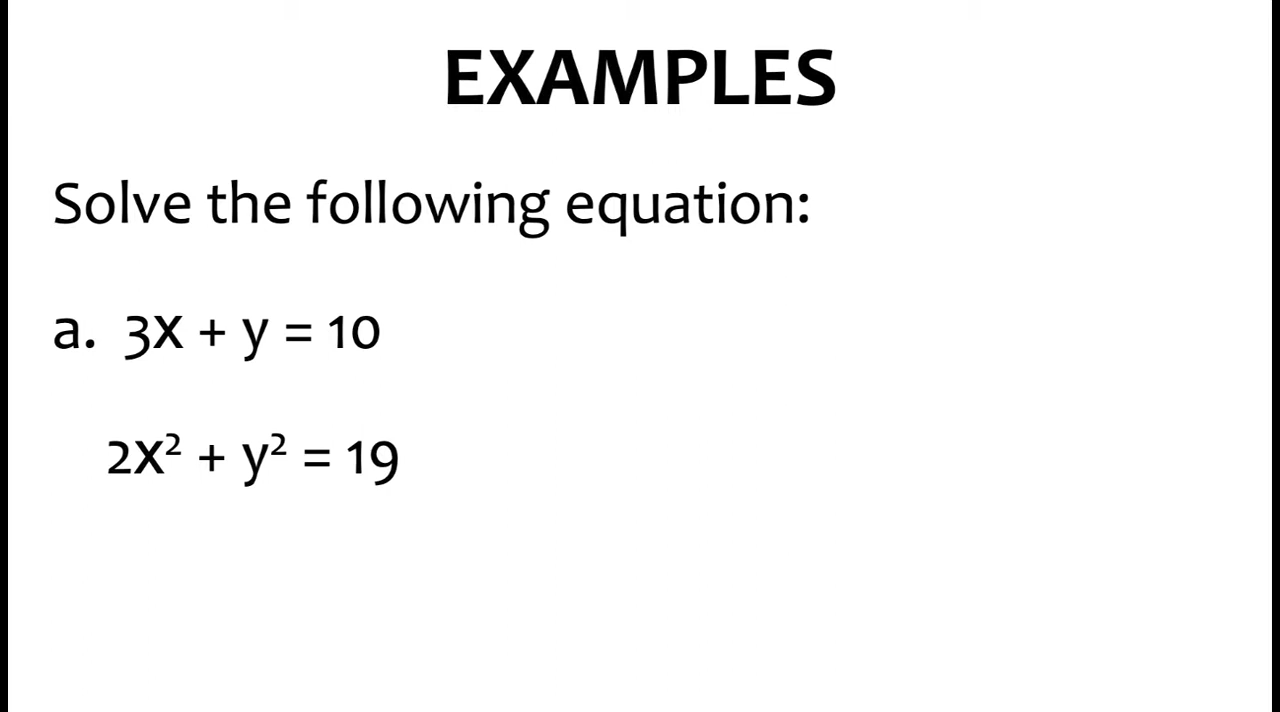 EXAMPLES
Solve the following equation:
a. 3x + y = 10
2x² + y² = 19